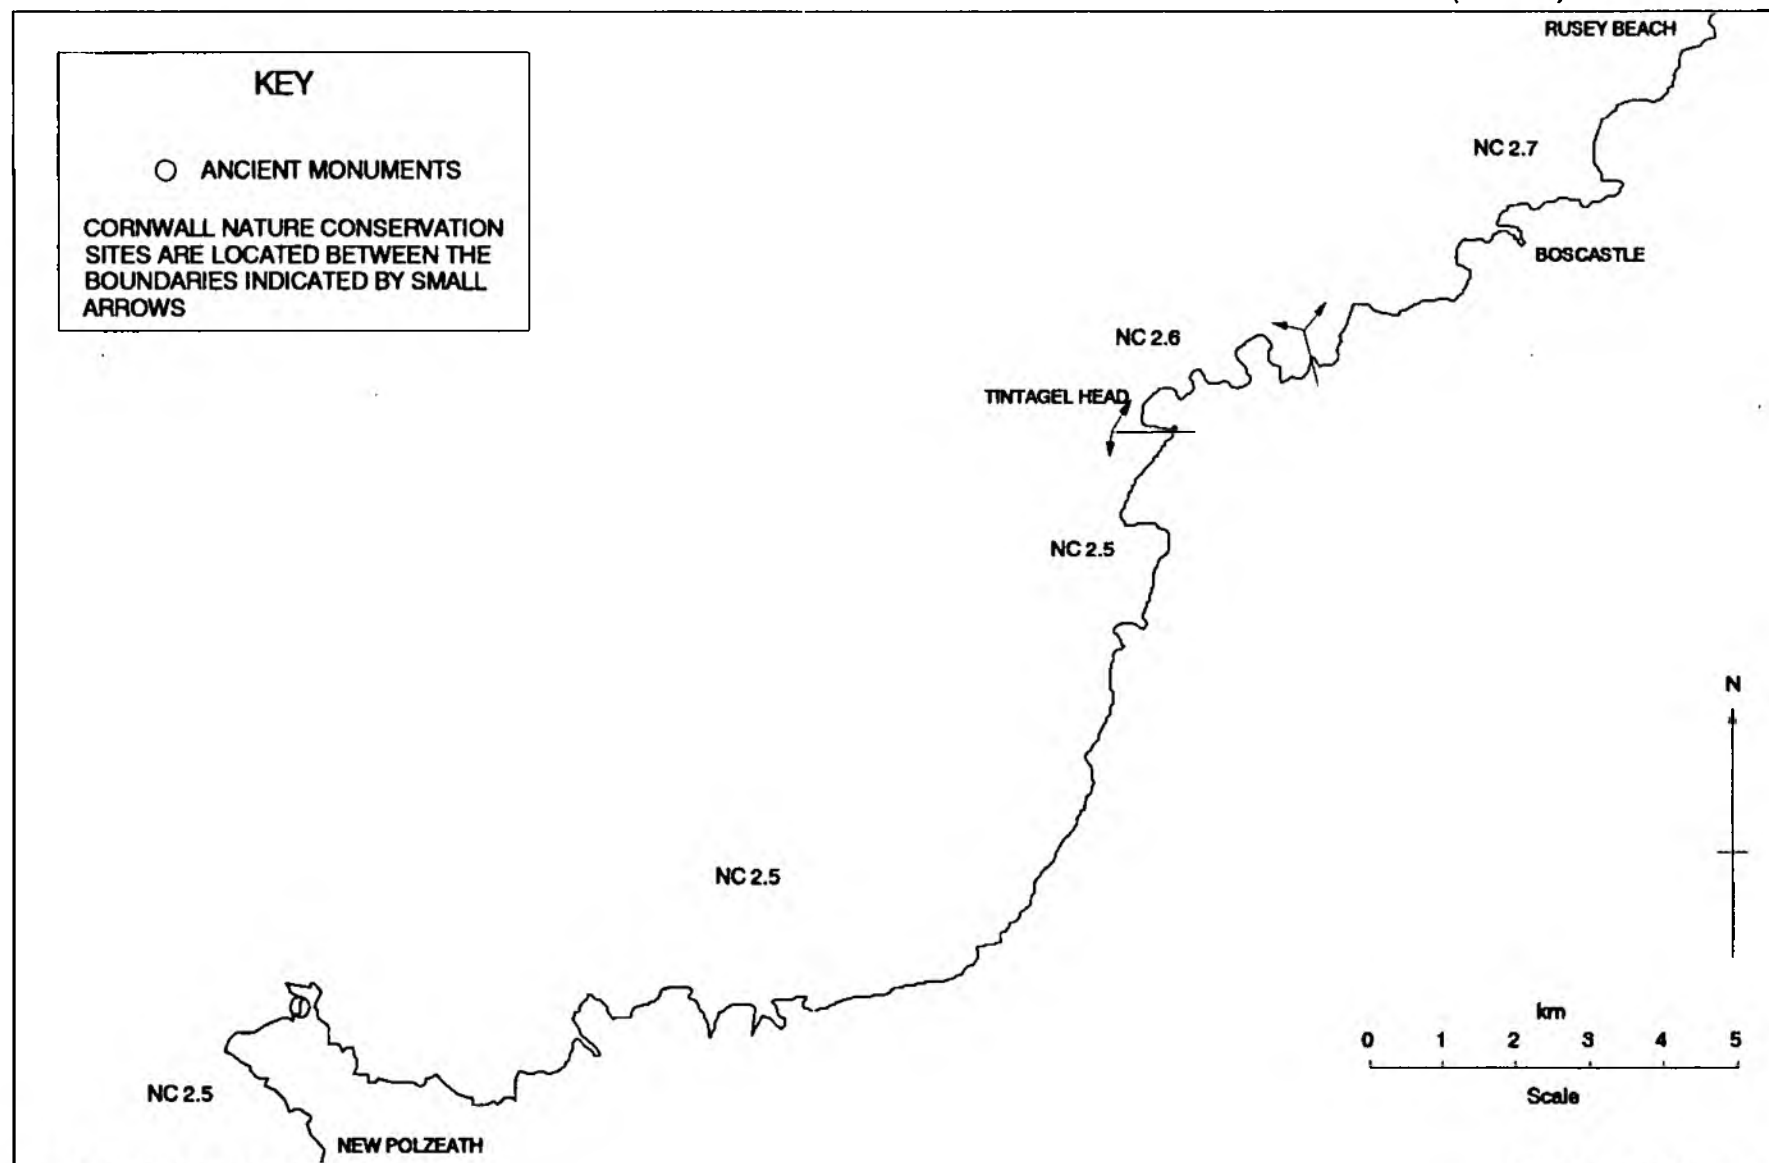 RUSEY BEACH
KEY
ANCIENT MONUMENTS
CORNWALL NATURE CONSERVATION
SITES ARE LOCATED BETWEEN THE
BOUNDARIES INDICATED BY SMALL
ARROWS
NC 2.7
BOSCASTLE
NC 2.6
TINTAGEL HEAD
NC 2.5
N
NC 2.5
km
0 1 2 3 4 5
Scale
NC 2.5
NEW POLZEATH